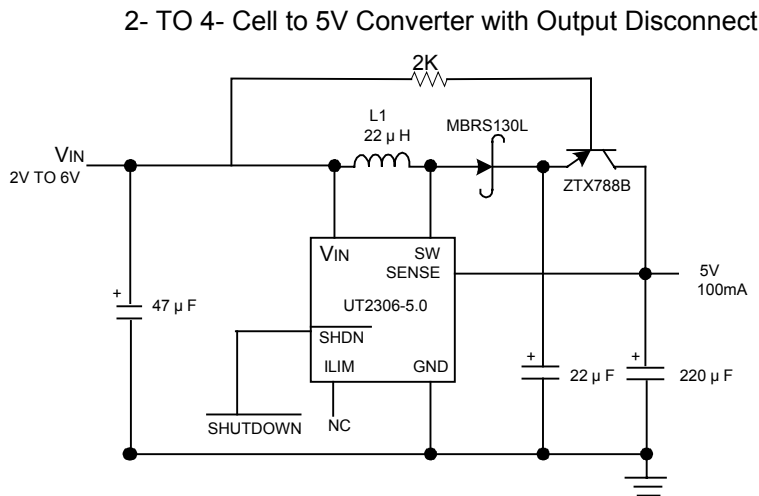 2- TO 4- Cell to 5V Converter with Output Disconnect
2K
L1
22 µ H
MBRS130L
VIN
2V TO 6V
ZTX788B
VIN
SW
SENSE
5V
100mA
+
47 µ F
UT2306-5.0
SHDN
ILIM
GND
+
22 µ F
+
220 µ F
SHUTDOWN
NC